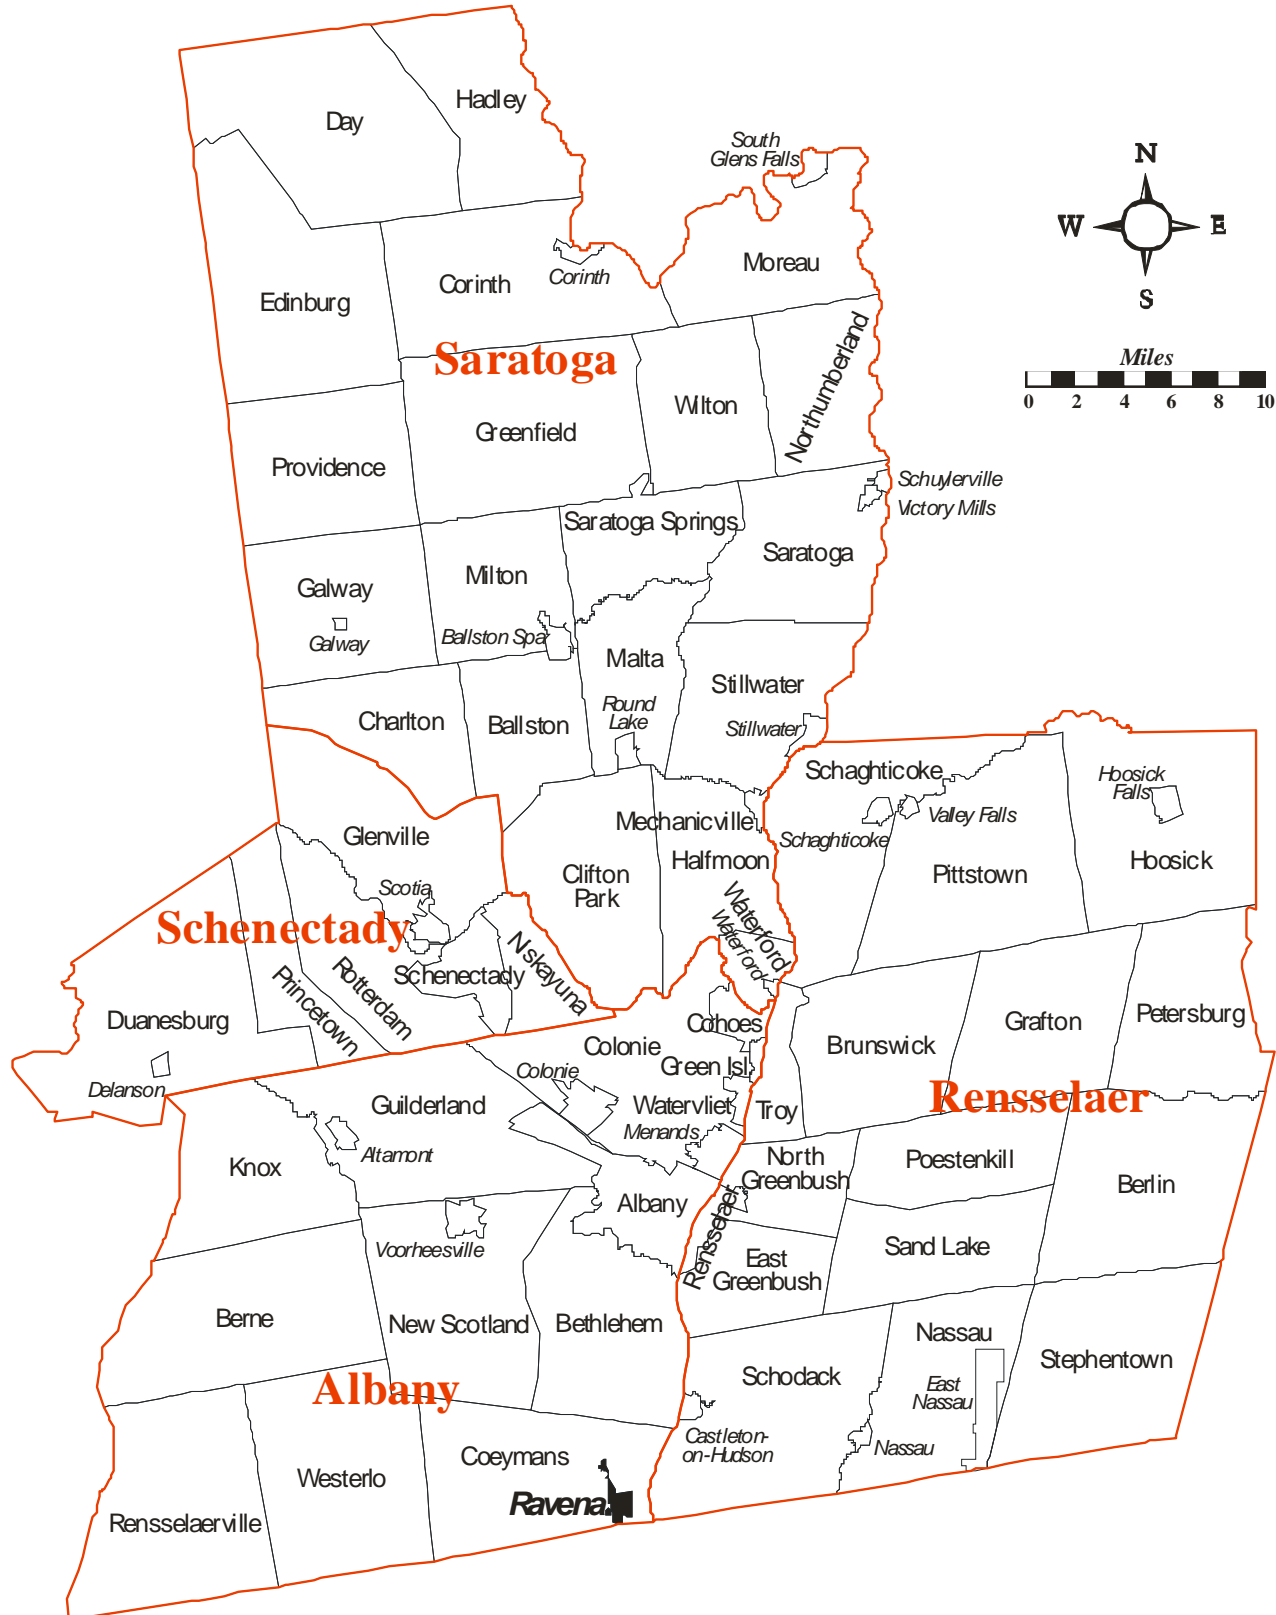 Hadley
Day
South
Glens Falls
N
W
E
S
Moreau
Corinth
Corinth
Edinburg
Miles
0 2 4 6 8 10
Saratoga
Northumberland
Wilton
Greenfield
Providence
Schuylerville
Victory Mills
Saratoga Springs
Saratoga
Milton
Galway
Galway
Ballston Spa
Malta
Stillwater
Round
Lake
Stillwater
Charlton
Ballston
Schaghticoke
Hoosick
Falls
Valley Falls
Mechanicville
Schaghticoke
Glenville
Halfmoon
Hoosick
Clifton
Park
Pittstown
Scotia
Waterford
Waterford
Schenectady
Niskayuna
Schenectady
Rotterdam
Princetown
Duanesburg
Cohoes
Grafton
Petersburg
Colonie
Brunswick
Green Isl.
Colonie
Delanson
Rensselaer
Guilderland
Watervliet
Troy
Menands
Altamont
North
Greenbush
Poestenkill
Knox
Berlin
Albany
Rensselaer
Voorheesville
Sand Lake
East
Greenbush
Berne
New Scotland
Bethlehem
Nassau
Stephentown
Schodack
Albany
East
Nassau
Castleton-
on-Hudson
Nassau
Coeymans
Westerlo
Ravena
Rensselaerville